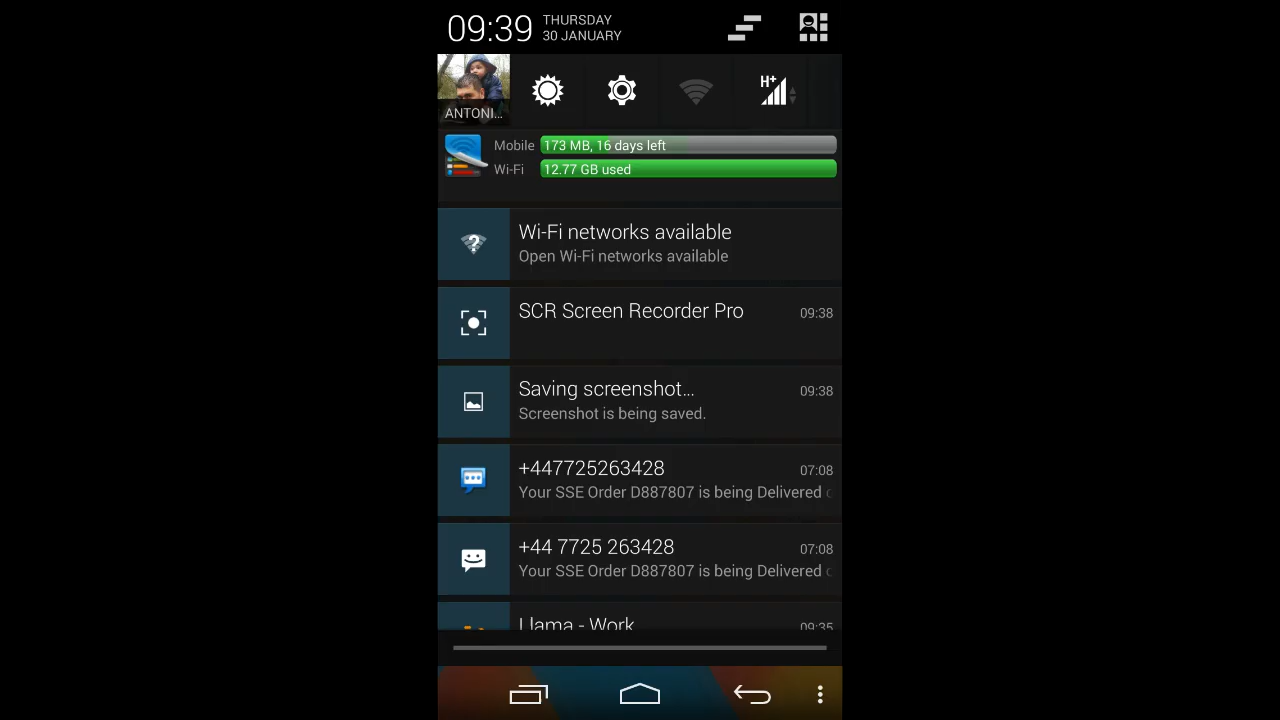 09:39
THURSDAY
30 JANUARY
ANTONI...
H+
Mobile 173 MB, 16 days left
Wi-Fi 12.77 GB used
Wi-Fi networks available
Open Wi-Fi networks available
SCR Screen Recorder Pro 09:38
Saving screenshot... 09:38
Screenshot is being saved.
+447725263428 07:08
Your SSE Order D887807 is being Delivered
+44 7725 263428 07:08
Your SSE Order D887807 is being Delivered
Llama - Work 09:35